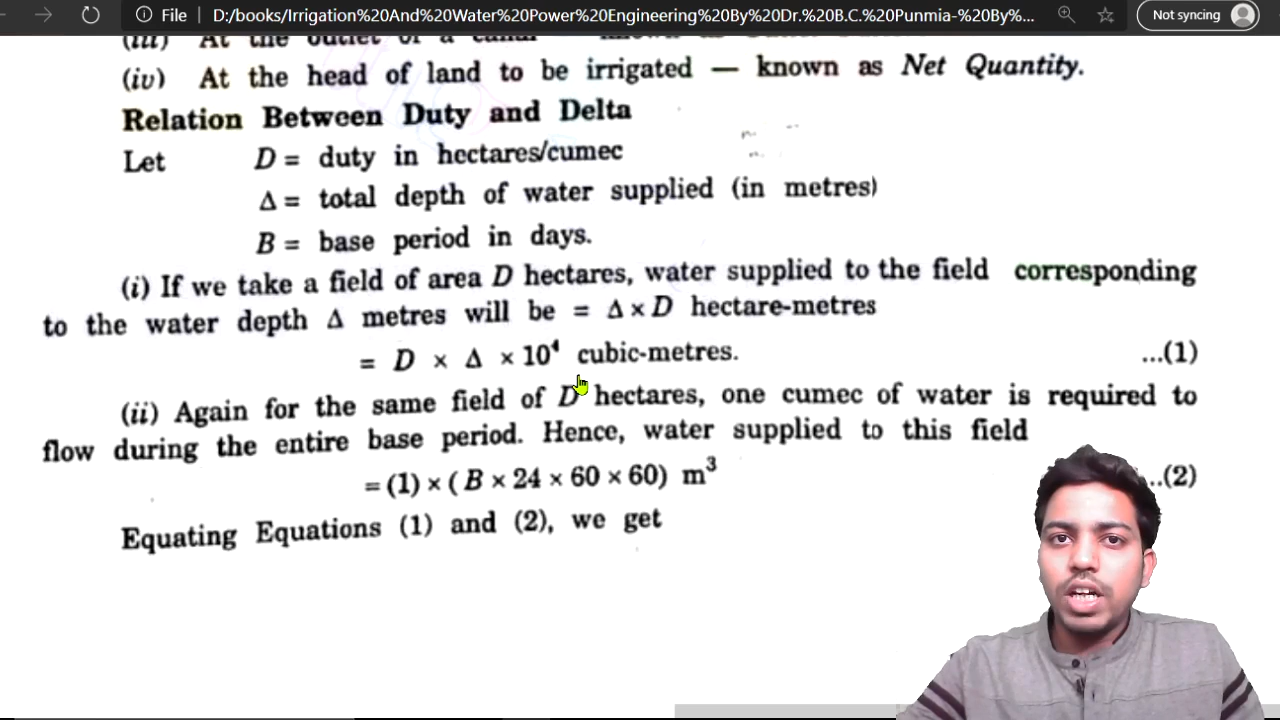 File D:/books/Irrigation%20And%20Water%20Power%20Engineering%20By%20Dr.%20B.C.%20Punmia-%20By%... Not syncing
(iii) At the outlet of a canal
(iv) At the head of land to be irrigated — known as Net Quantity.
Relation Between Duty and Delta
Let D = duty in hectares/cumec
Δ = total depth of water supplied (in metres)
B = base period in days.
(i) If we take a field of area D hectares, water supplied to the field corresponding
to the water depth Δ metres will be = Δ × D hectare-metres
= D × Δ × 10⁴ cubic-metres. ...(1)
(ii) Again for the same field of D hectares, one cumec of water is required to
flow during the entire base period. Hence, water supplied to this field
= (1) × ( B × 24 × 60 × 60) m³ ...(2)
Equating Equations (1) and (2), we get